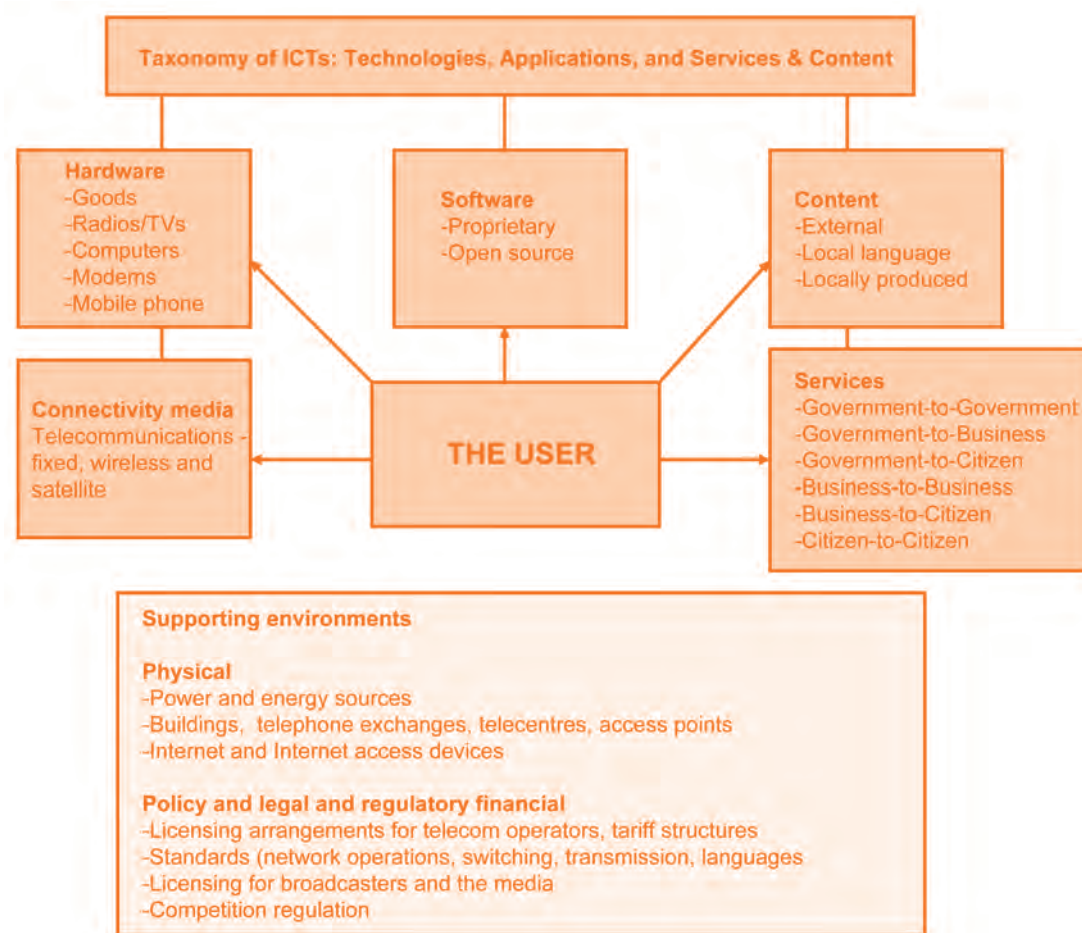 Taxonomy of ICTs: Technologies, Applications, and Services & Content
Hardware
-Goods
-Radios/TVs
-Computers
-Modems
-Mobile phone
Software
-Proprietary
-Open source
Content
-External
-Local language
-Locally produced
Connectivity media
Telecommunications -
fixed, wireless and
satellite
THE USER
Services
-Government-to-Government
-Government-to-Business
-Government-to-Citizen
-Business-to-Business
-Business-to-Citizen
-Citizen-to-Citizen
Supporting environments
Physical
-Power and energy sources
-Buildings, telephone exchanges, telecentres, access points
-Internet and Internet access devices
Policy and legal and regulatory financial
-Licensing arrangements for telecom operators, tariff structures
-Standards (network operations, switching, transmission, languages
-Licensing for broadcasters and the media
-Competition regulation